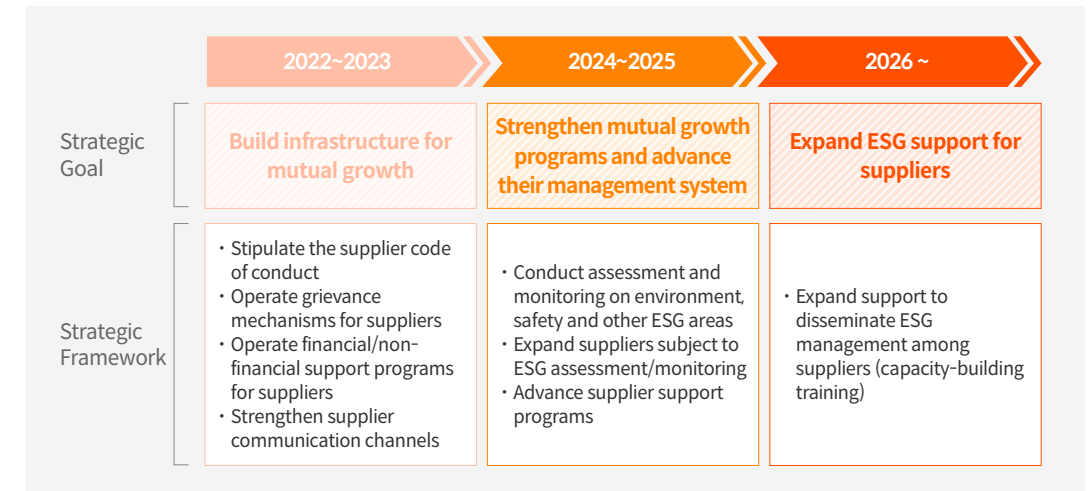 2022~2023
2024~2025
2026 ~
Strategic
Goal
Build infrastructure for
mutual growth
Strengthen mutual growth
programs and advance
their management system
Expand ESG support for
suppliers
Strategic
Framework
· Stipulate the supplier code
of conduct
· Operate grievance
mechanisms for suppliers
· Operate financial/non-
financial support programs
for suppliers
· Strengthen supplier
communication channels
· Conduct assessment and
monitoring on environment,
safety and other ESG areas
· Expand suppliers subject to
ESG assessment/monitoring
· Advance supplier support
programs
· Expand support to
disseminate ESG
management among
suppliers (capacity-building
training)